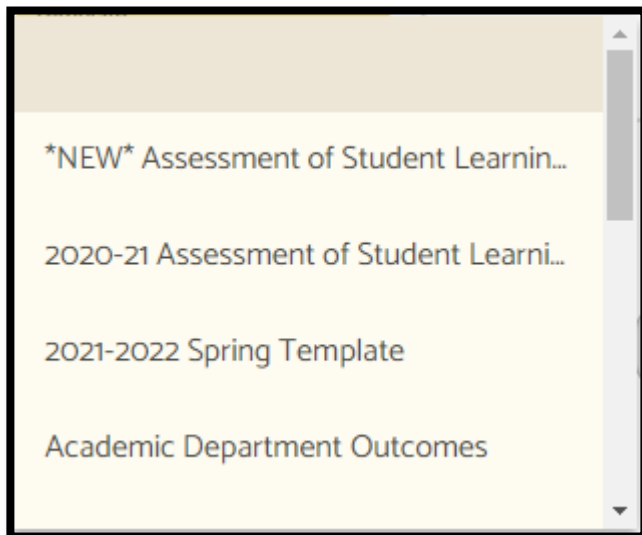 *NEW* Assessment of Student Learnin...
2020-21 Assessment of Student Learni...
2021-2022 Spring Template
Academic Department Outcomes